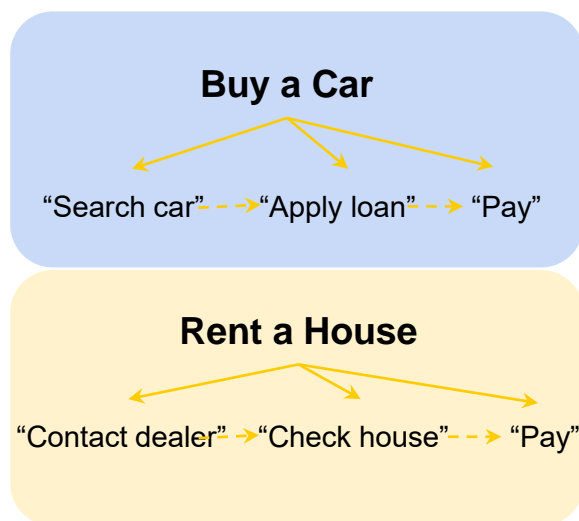 Buy a Car
“Search car” “Apply loan” “Pay”
Rent a House
“Contact dealer” “Check house” “Pay”